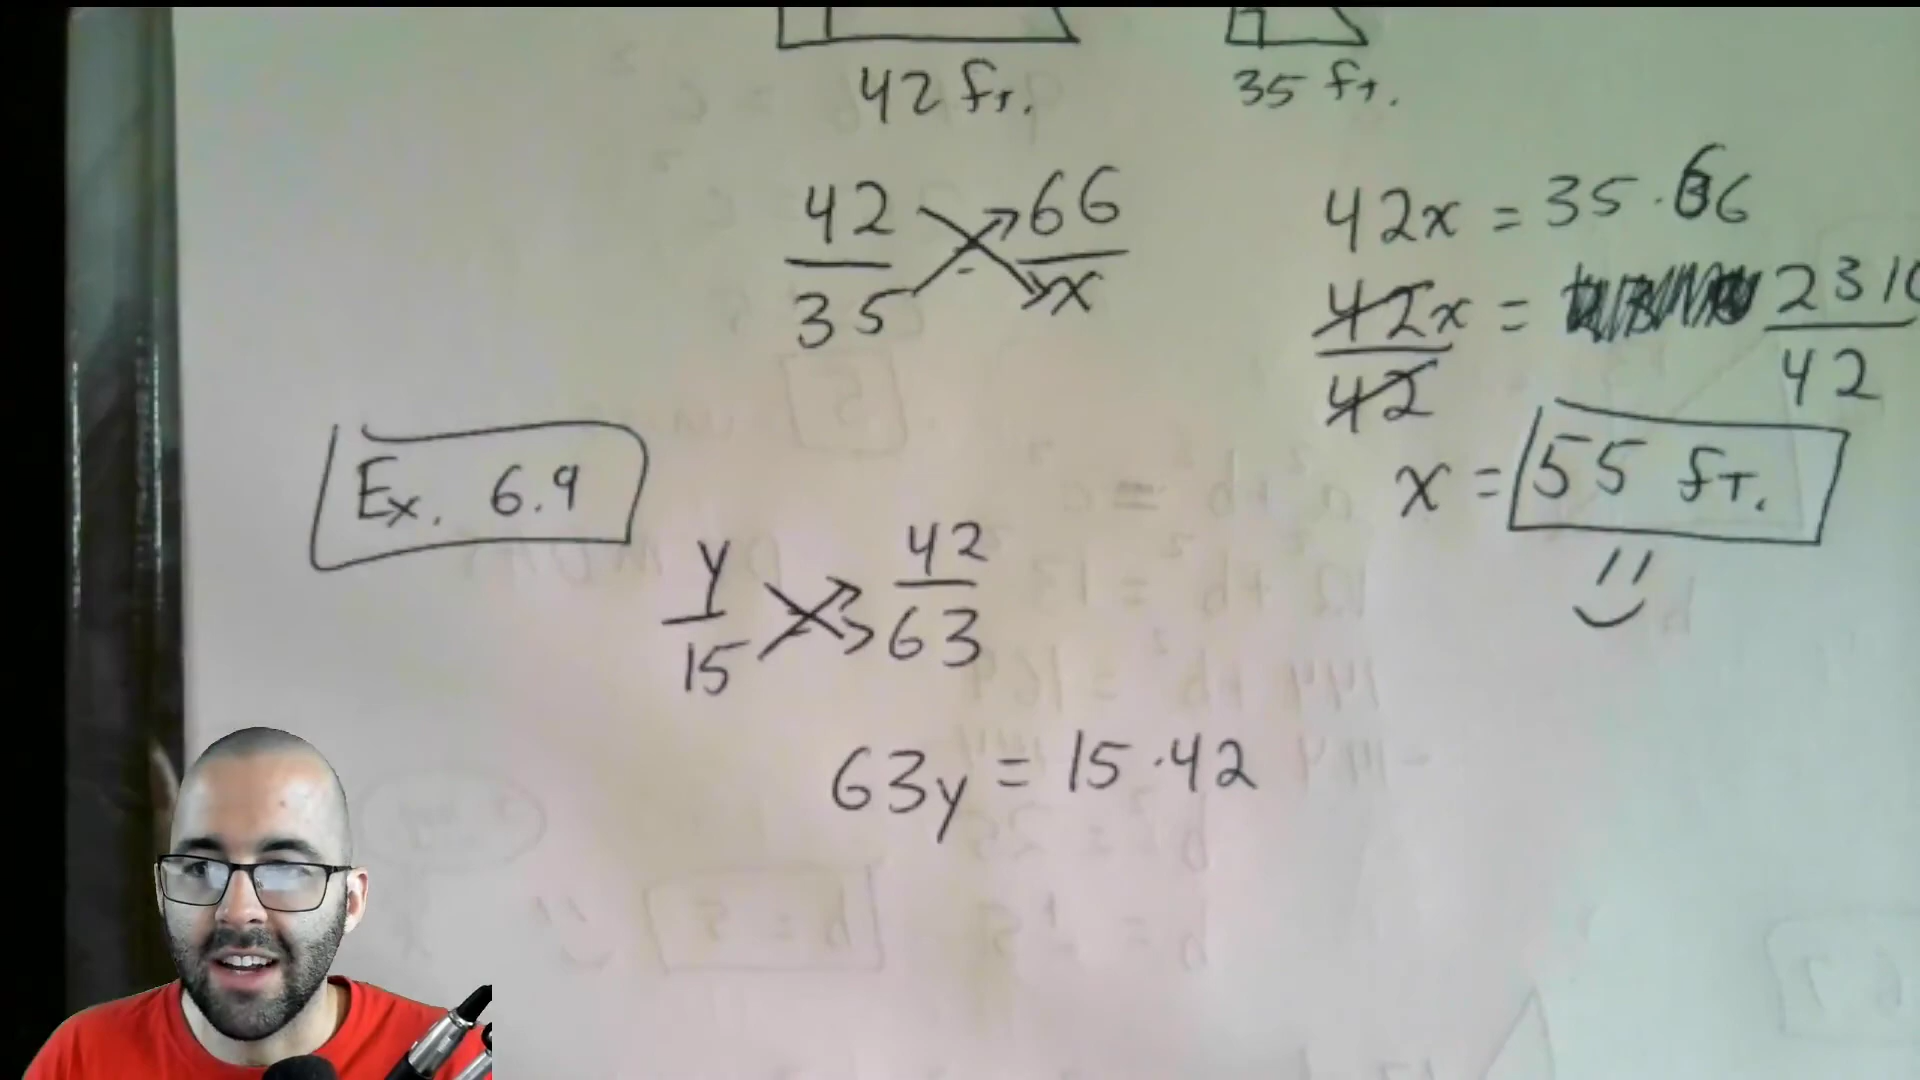 42 ft.
35 ft.
42/35 = 66/x
42x = 35 · 66
42x/42 = 2310/42
x = 55 ft.
Ex. 6.9
y/15 = 42/63
63y = 15 · 42